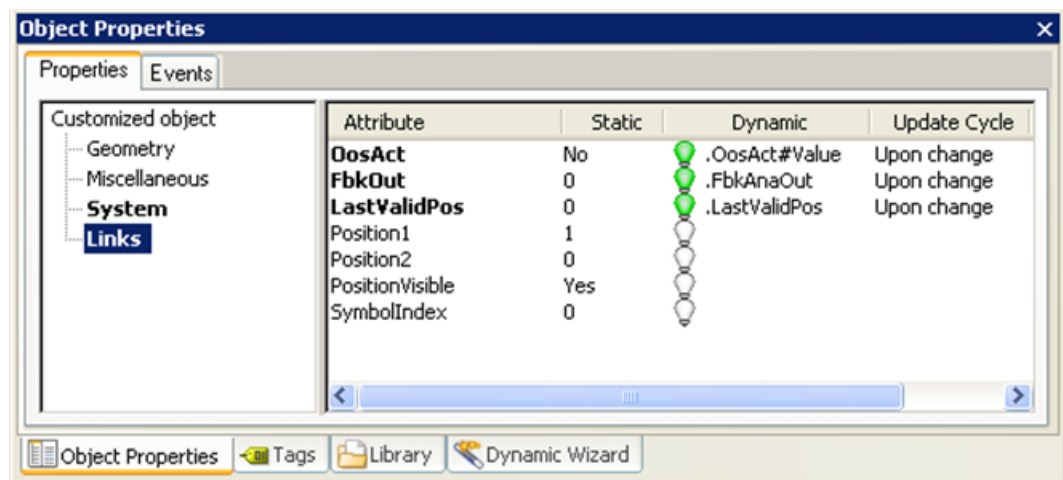 Object Properties
Properties Events
Customized object
Geometry
Miscellaneous
System
Links
Attribute Static Dynamic Update Cycle
OosAct No .OosAct#Value Upon change
FbkOut 0 .FbkAnaOut Upon change
LastValidPos 0 .LastValidPos Upon change
Position1 1
Position2 0
PositionVisible Yes
SymbolIndex 0
Object Properties Tags Library Dynamic Wizard